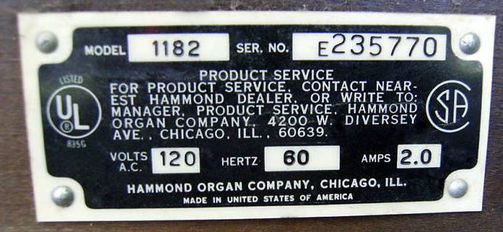 MODEL 1182 SER. NO. E235770
PRODUCT SERVICE
FOR PRODUCT SERVICE, CONTACT NEAR-
EST HAMMOND DEALER, OR WRITE TO:
MANAGER, PRODUCT SERVICE, HAMMOND
ORGAN COMPANY, 4200 W. DIVERSEY
AVE., CHICAGO, ILL., 60639.
LISTED
UL
®
835G
SA
VOLTS A.C. 120 HERTZ 60 AMPS 2.0
HAMMOND ORGAN COMPANY, CHICAGO, ILL.
MADE IN UNITED STATES OF AMERICA